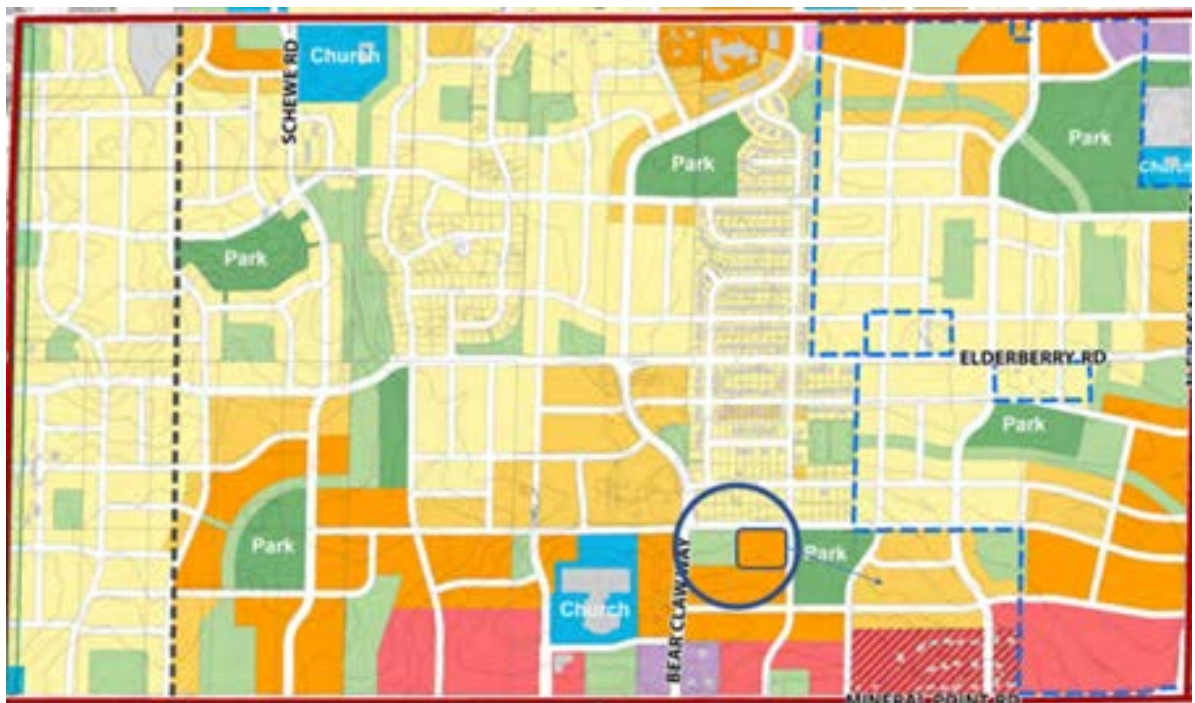 Church
SCHEWE RD
Park
Park
Church
Park
ELDERBERRY RD
Park
Park
BEAR CLAW WAY
Park
Church
MINERAL POINT RD